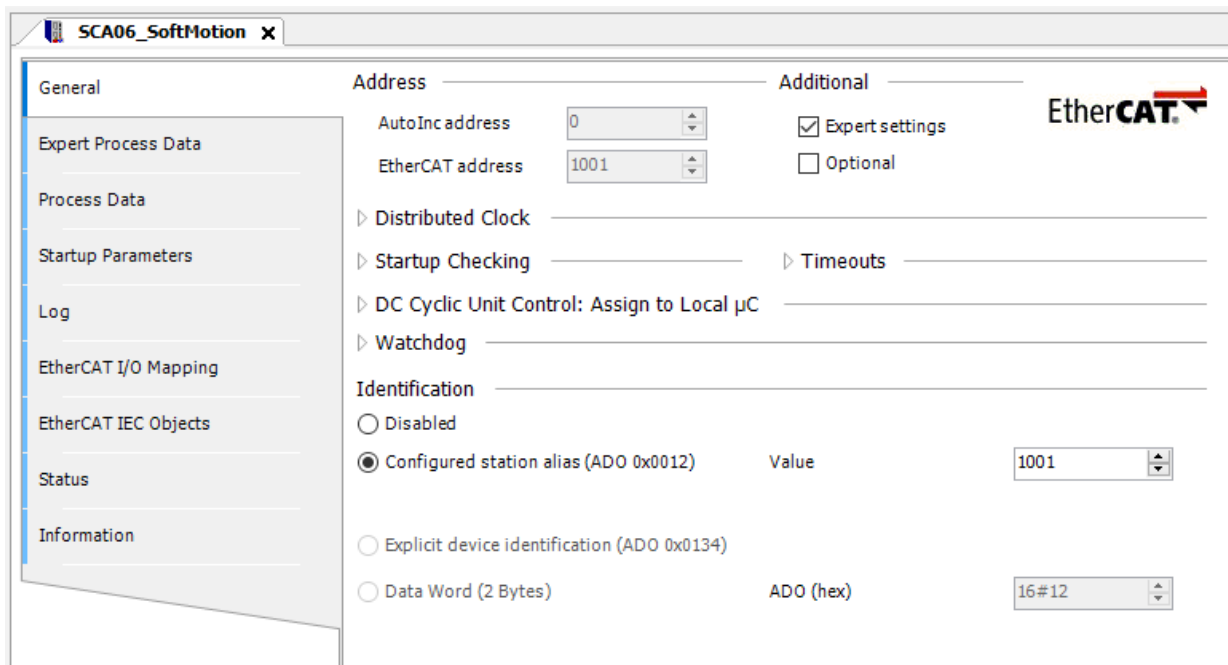 SCA06_SoftMotion
General
Expert Process Data
Process Data
Startup Parameters
Log
EtherCAT I/O Mapping
EtherCAT IEC Objects
Status
Information
Address
AutoInc address 0
EtherCAT address 1001
Additional
Expert settings
Optional
EtherCAT®
Distributed Clock
Startup Checking
Timeouts
DC Cyclic Unit Control: Assign to Local μC
Watchdog
Identification
Disabled
Configured station alias (ADO 0x0012) Value 1001
Explicit device identification (ADO 0x0134)
Data Word (2 Bytes) ADO (hex) 16#12